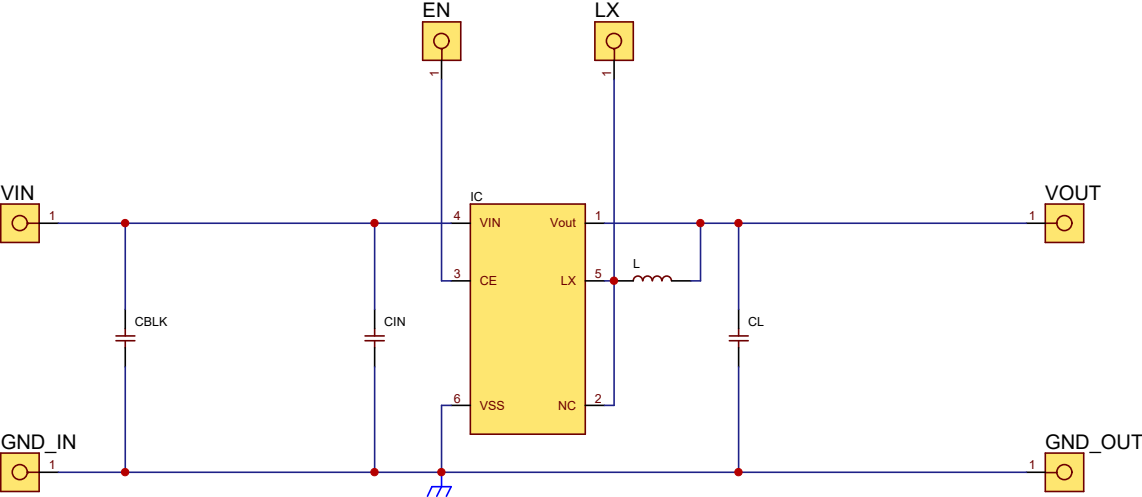 EN
LX
1
1
VIN
IC
VOUT
1
4
VIN
Vout
1
1
3
CE
LX
5
L
CBLK
CIN
CL
6
VSS
NC
2
GND_IN
GND_OUT
1
1